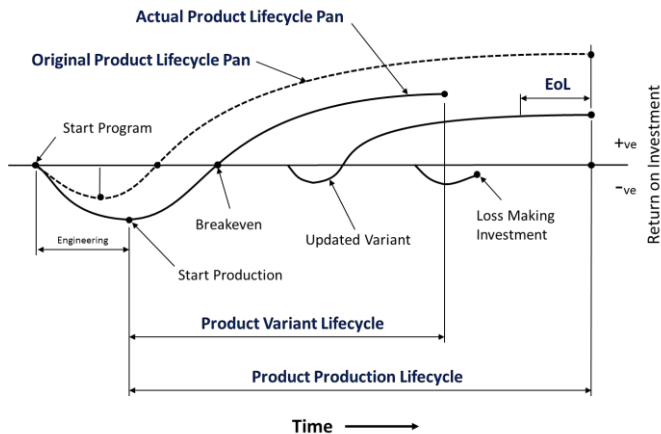 Actual Product Lifecycle Pan
Original Product Lifecycle Pan
EoL
Start Program
+ve
-ve
Return on Investment
Breakeven
Updated Variant
Loss Making
Investment
Engineering
Start Production
Product Variant Lifecycle
Product Production Lifecycle
Time